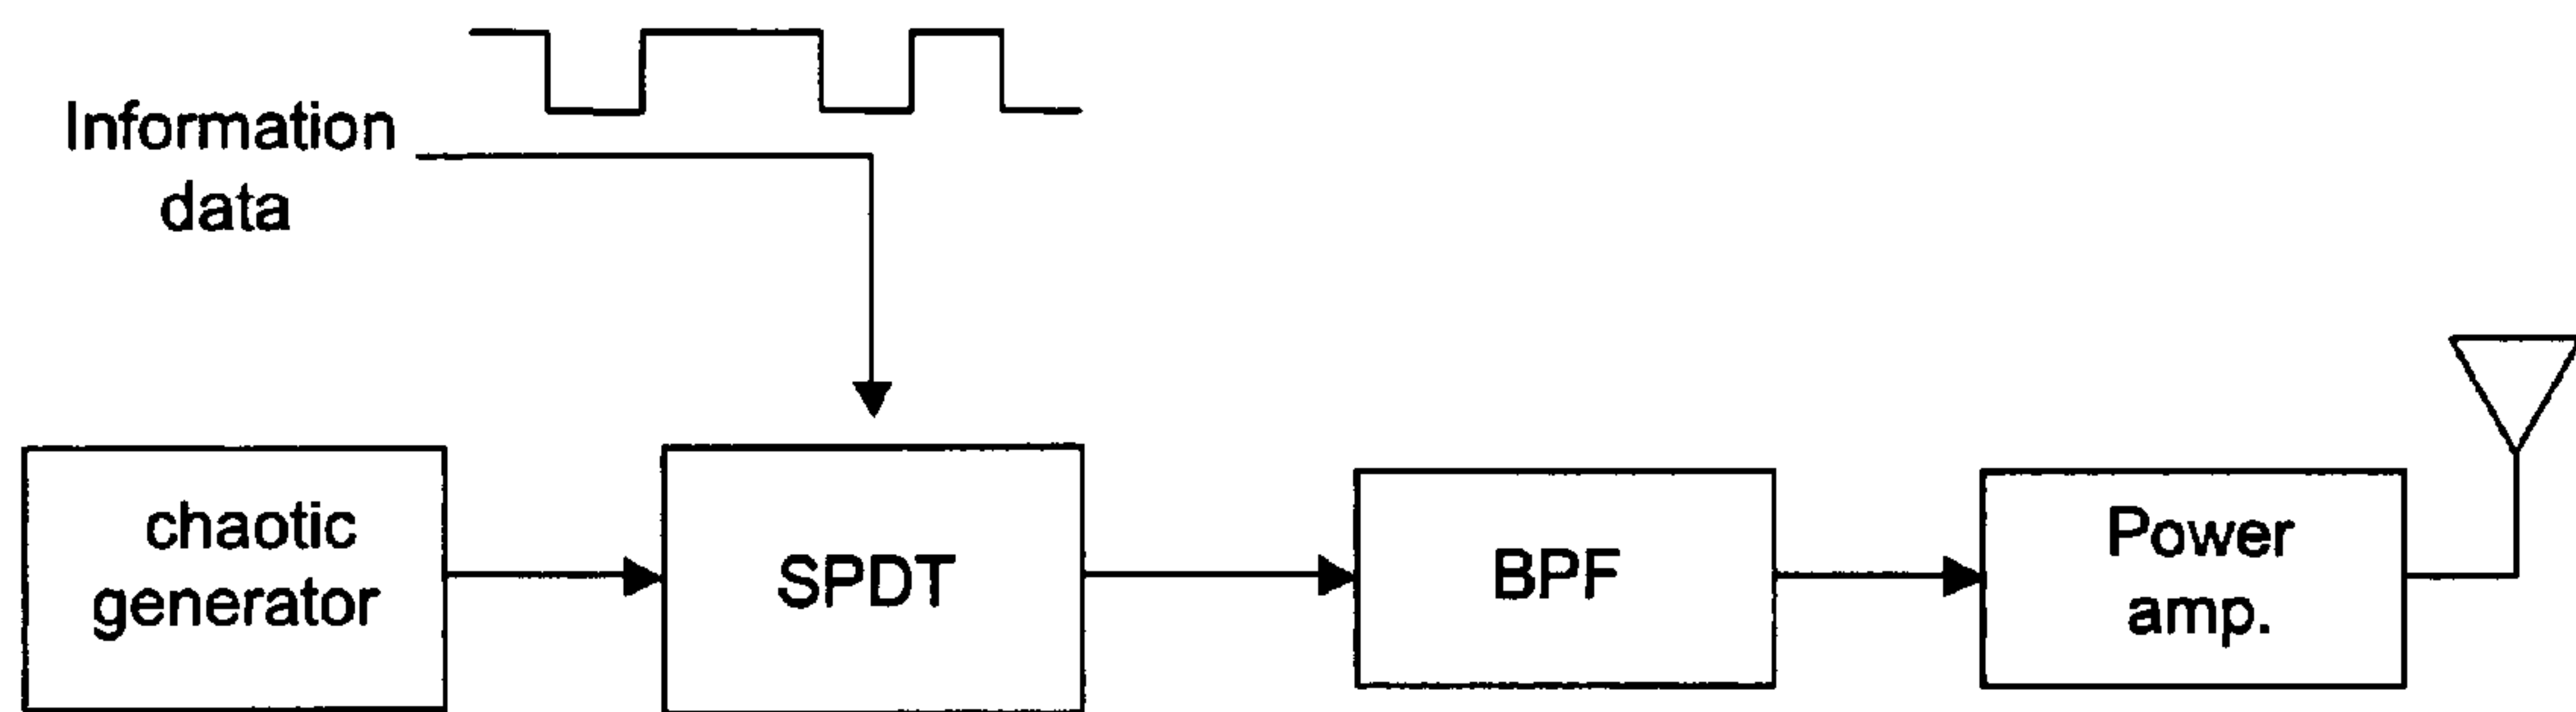 Information
data
chaotic
generator
SPDT
BPF
Power
amp.